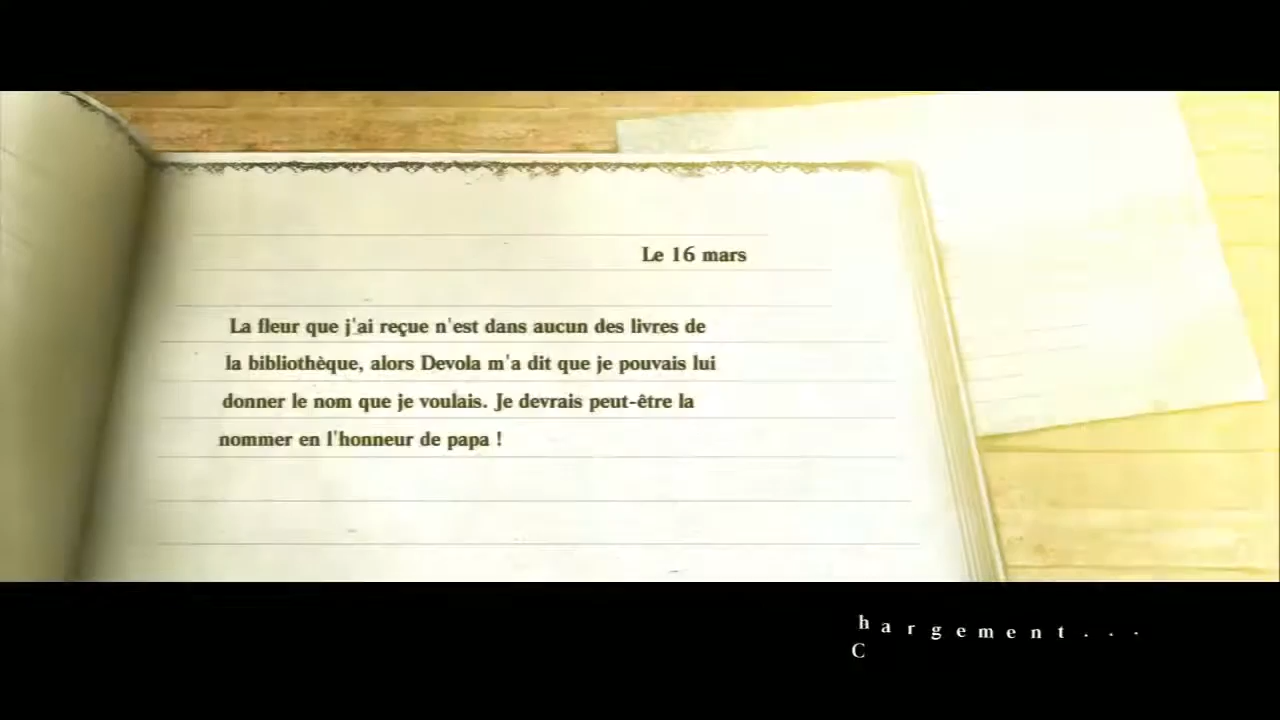 Le 16 mars
La fleur que j'ai reçue n'est dans aucun des livres de
la bibliothèque, alors Devola m'a dit que je pouvais lui
donner le nom que je voulais. Je devrais peut-être la
nommer en l'honneur de papa !
Chargement...